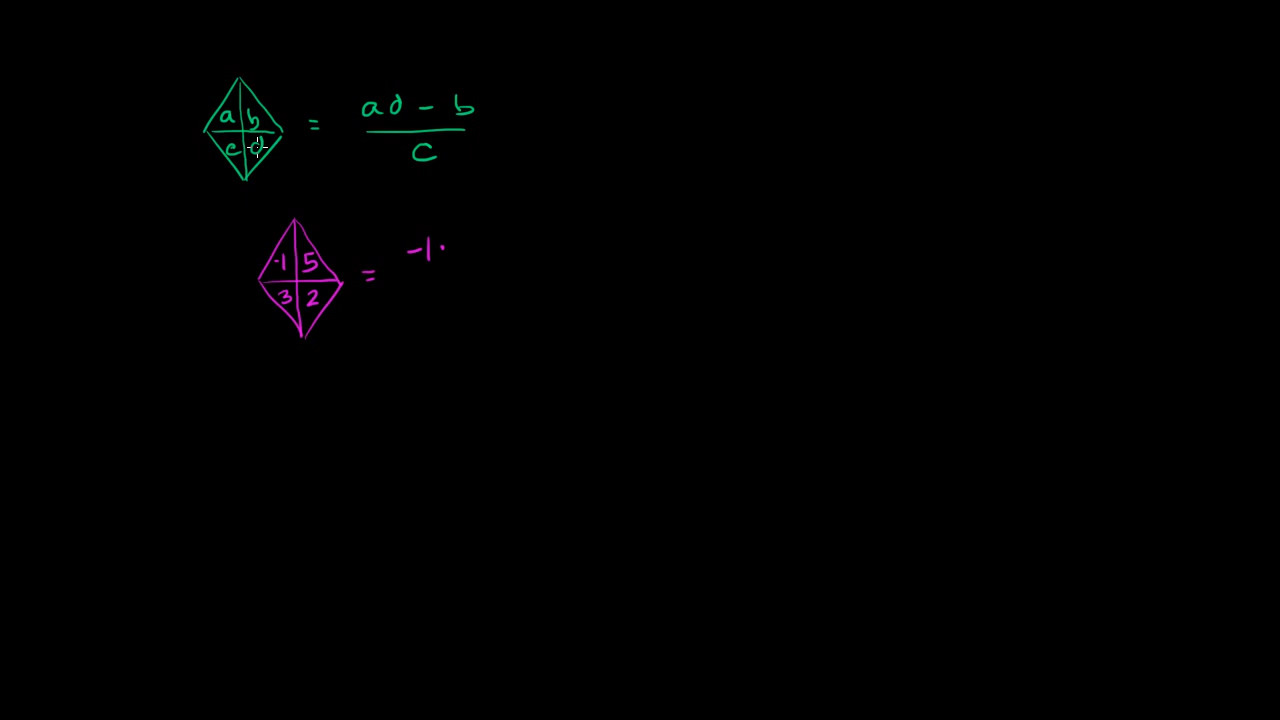 a b = ad - b
c d c
-1 5 = -1 ·
3 2